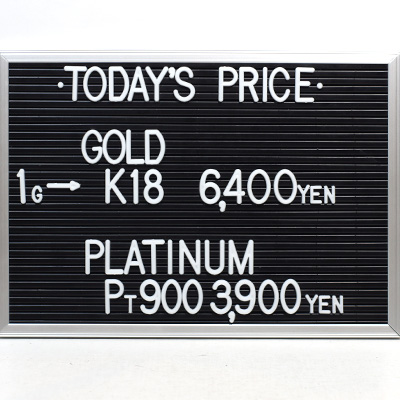 ·TODAY'S PRICE·
GOLD
1G→ K18 6,400YEN
PLATINUM
PT900 3,900YEN